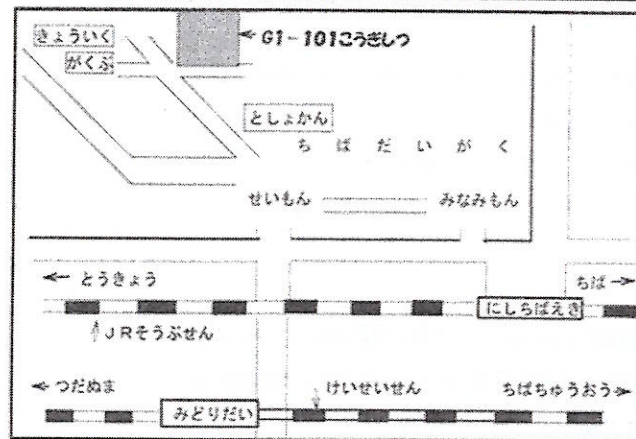 きょういく
がくぶ
←G1-101こうぎしつ
としょかん
ちばだいがく
せいもん
みなみもん
← とうきょう
ちば→
にしちばえき
↑JRそうぶせん
←つだぬま
けいせいせん
ちばちゅうおう→
みどりだい